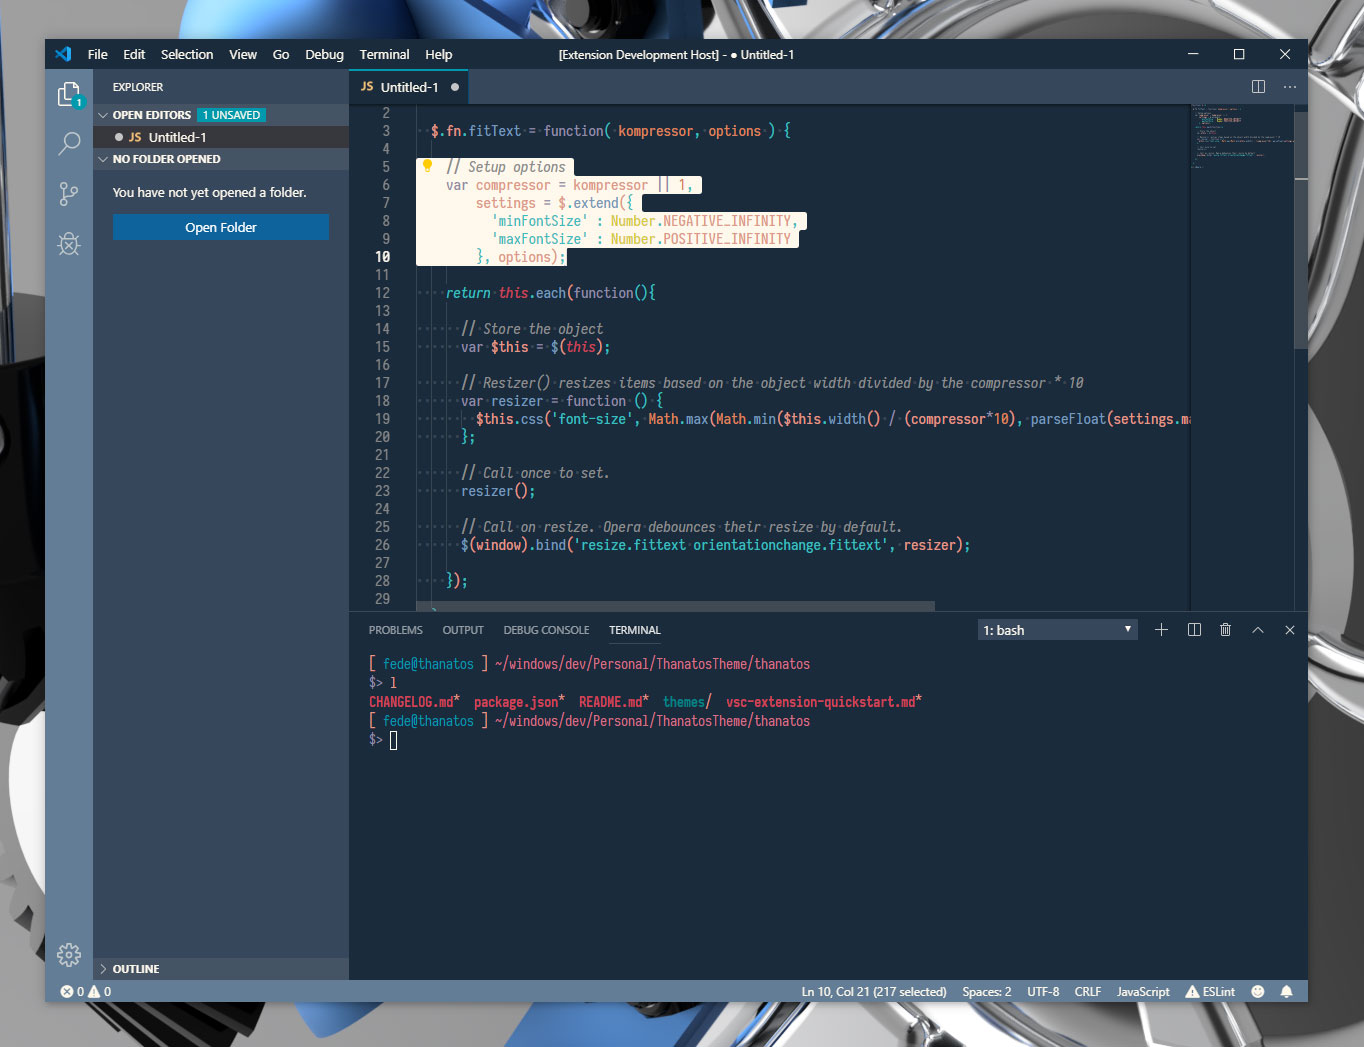 File Edit Selection View Go Debug Terminal Help [Extension Development Host] - ● Untitled-1
1
EXPLORER
OPEN EDITORS 1 UNSAVED
● JS Untitled-1
NO FOLDER OPENED
You have not yet opened a folder.
Open Folder
OUTLINE
JS Untitled-1 ●
2
3 $.fn.fitText = function( kompressor, options ) {
4
5 // Setup options
6 var compressor = kompressor || 1,
7 settings = $.extend({
8 'minFontSize' : Number.NEGATIVE_INFINITY,
9 'maxFontSize' : Number.POSITIVE_INFINITY
10 }, options);
11
12 return this.each(function(){
13
14 // Store the object
15 var $this = $(this);
16
17 // Resizer() resizes items based on the object width divided by the compressor * 10
18 var resizer = function () {
19 $this.css('font-size', Math.max(Math.min($this.width() / (compressor*10), parseFloat(settings.ma
20 };
21
22 // Call once to set.
23 resizer();
24
25 // Call on resize. Opera debounces their resize by default.
26 $(window).bind('resize.fittext orientationchange.fittext', resizer);
27
28 });
29
PROBLEMS OUTPUT DEBUG CONSOLE TERMINAL 1: bash
[ fede@thanatos ] ~/windows/dev/Personal/ThanatosTheme/thanatos
$> l
CHANGELOG.md* package.json* README.md* themes/ vsc-extension-quickstart.md*
[ fede@thanatos ] ~/windows/dev/Personal/ThanatosTheme/thanatos
$>
0 0 Ln 10, Col 21 (217 selected) Spaces: 2 UTF-8 CRLF JavaScript ESLint